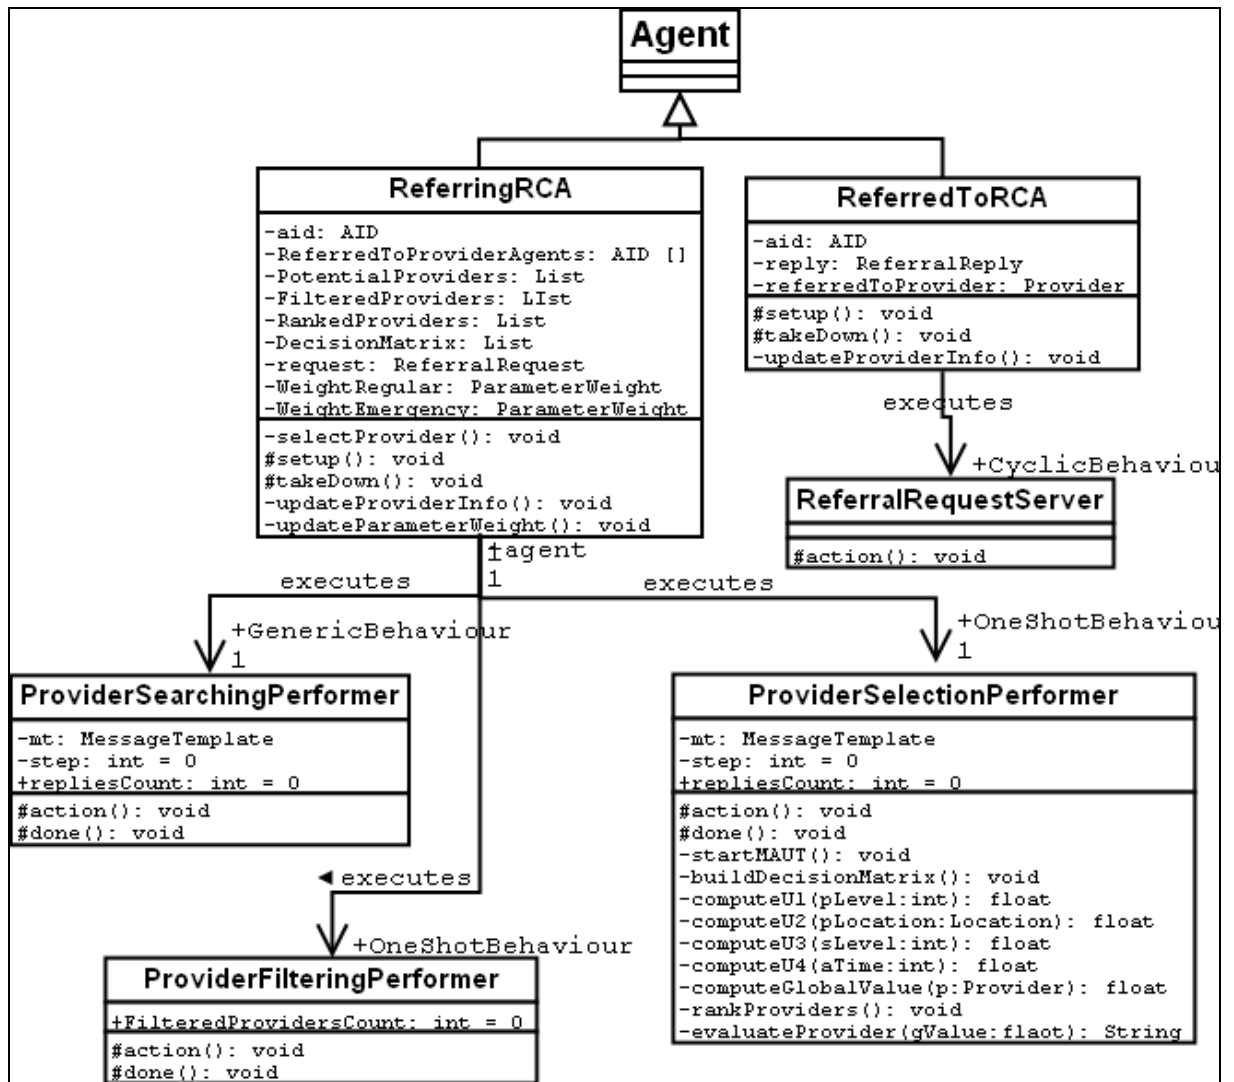 Agent
ReferringRCA
-aid: AID
-ReferredToProviderAgents: AID []
-PotentialProviders: List
-FilteredProviders: LIst
-RankedProviders: List
-DecisionMatrix: List
-request: ReferralRequest
-WeightRegular: ParameterWeight
-WeightEmergency: ParameterWeight
-selectProvider(): void
#setup(): void
#takeDown(): void
-updateProviderInfo(): void
-updateParameterWeight(): void
ReferredToRCA
-aid: AID
-reply: ReferralReply
-referredToProvider: Provider
#setup(): void
#takeDown(): void
-updateProviderInfo(): void
executes
+CyclicBehaviou
ReferralRequestServer
#action(): void
+agent
1
executes
executes
+GenericBehaviour
1
+OneShotBehaviou
1
ProviderSearchingPerformer
-mt: MessageTemplate
-step: int = 0
+repliesCount: int = 0
#action(): void
#done(): void
ProviderSelectionPerformer
-mt: MessageTemplate
-step: int = 0
+repliesCount: int = 0
#action(): void
#done(): void
-startMAUT(): void
-buildDecisionMatrix(): void
-computeU1(pLevel:int): float
-computeU2(pLocation:Location): float
-computeU3(sLevel:int): float
-computeU4(aTime:int): float
-computeGlobalValue(p:Provider): float
-rankProviders(): void
-evaluateProvider(gValue:flaot): String
◄executes
+OneShotBehaviour
ProviderFilteringPerformer
+FilteredProvidersCount: int = 0
#action(): void
#done(): void